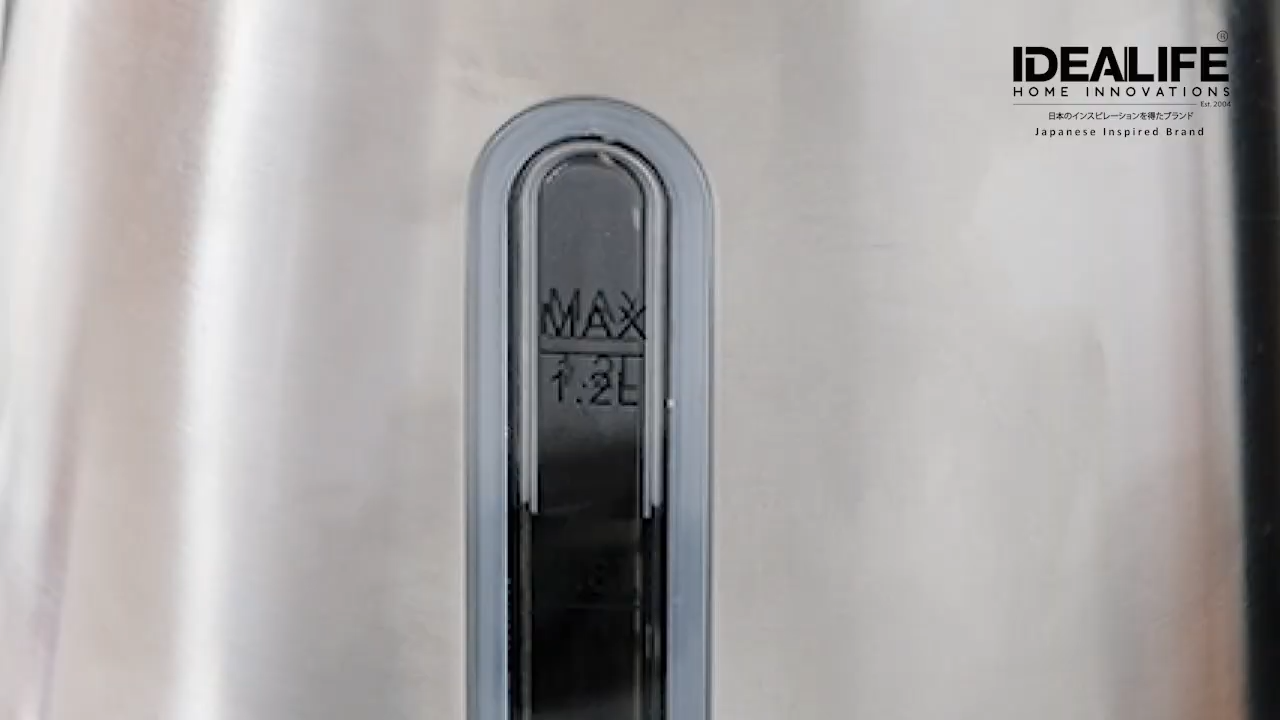 IDEALIFE ®
HOME INNOVATIONS
Est. 2004
日本のインスピレーションを得たブランド
Japanese Inspired Brand
MAX
1.2L